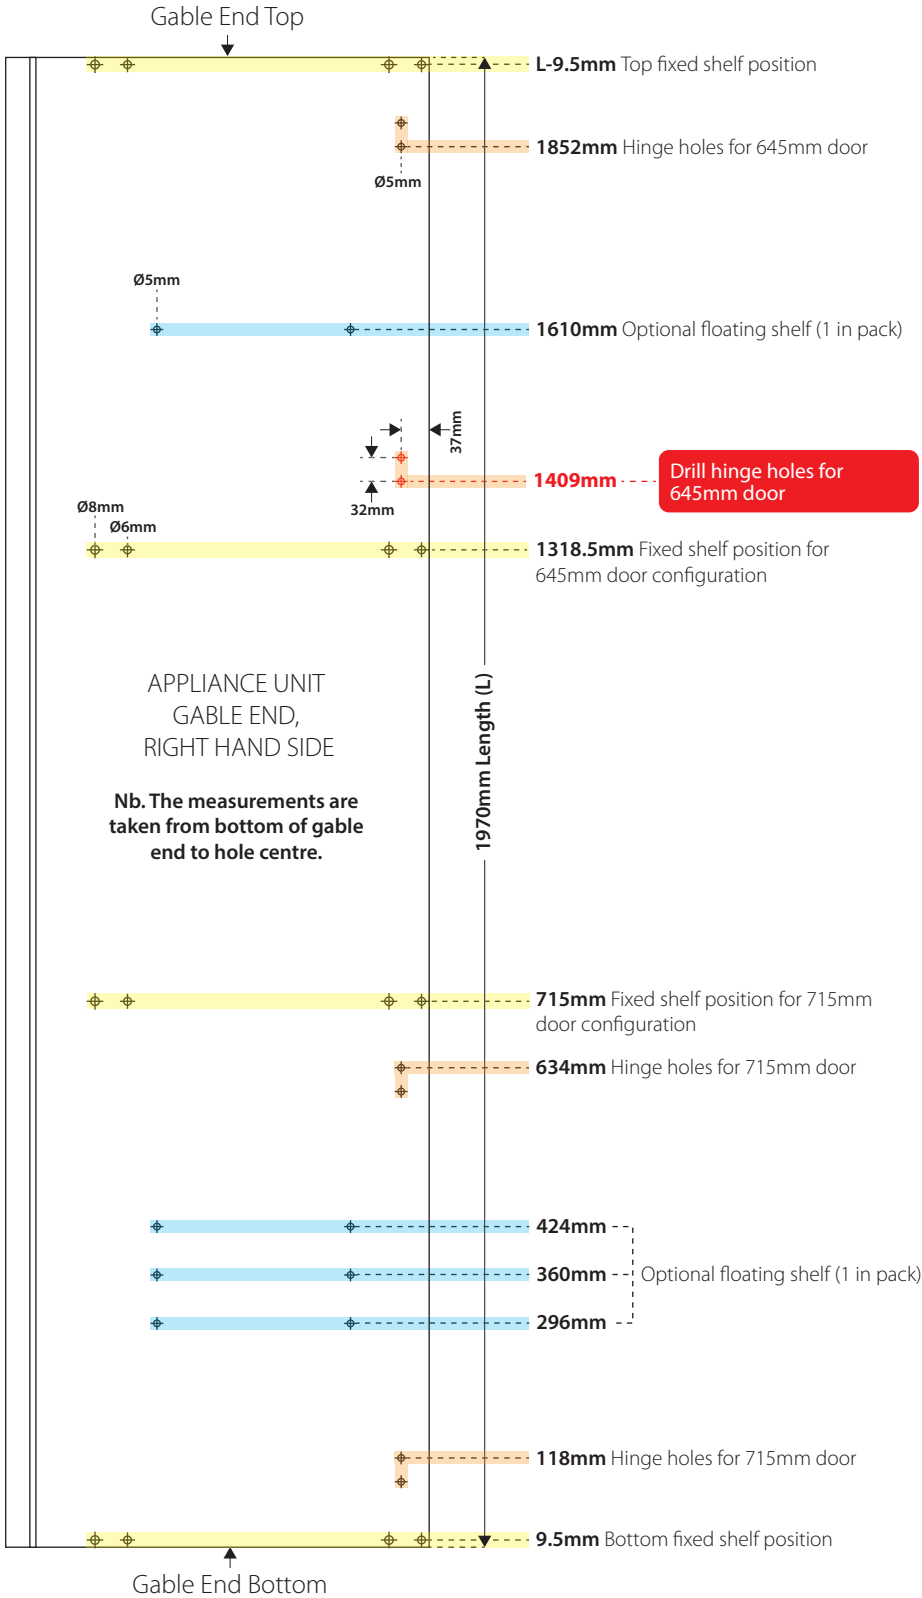 Gable End Top
L-9.5mm Top fixed shelf position
1852mm Hinge holes for 645mm door
Ø5mm
Ø5mm
1610mm Optional floating shelf (1 in pack)
37mm
1409mm
Drill hinge holes for
645mm door
32mm
Ø8mm
Ø6mm
1318.5mm Fixed shelf position for
645mm door configuration
APPLIANCE UNIT
GABLE END,
RIGHT HAND SIDE
Nb. The measurements are
taken from bottom of gable
end to hole centre.
1970mm Length (L)
715mm Fixed shelf position for 715mm
door configuration
634mm Hinge holes for 715mm door
424mm
360mm
Optional floating shelf (1 in pack)
296mm
118mm Hinge holes for 715mm door
9.5mm Bottom fixed shelf position
Gable End Bottom